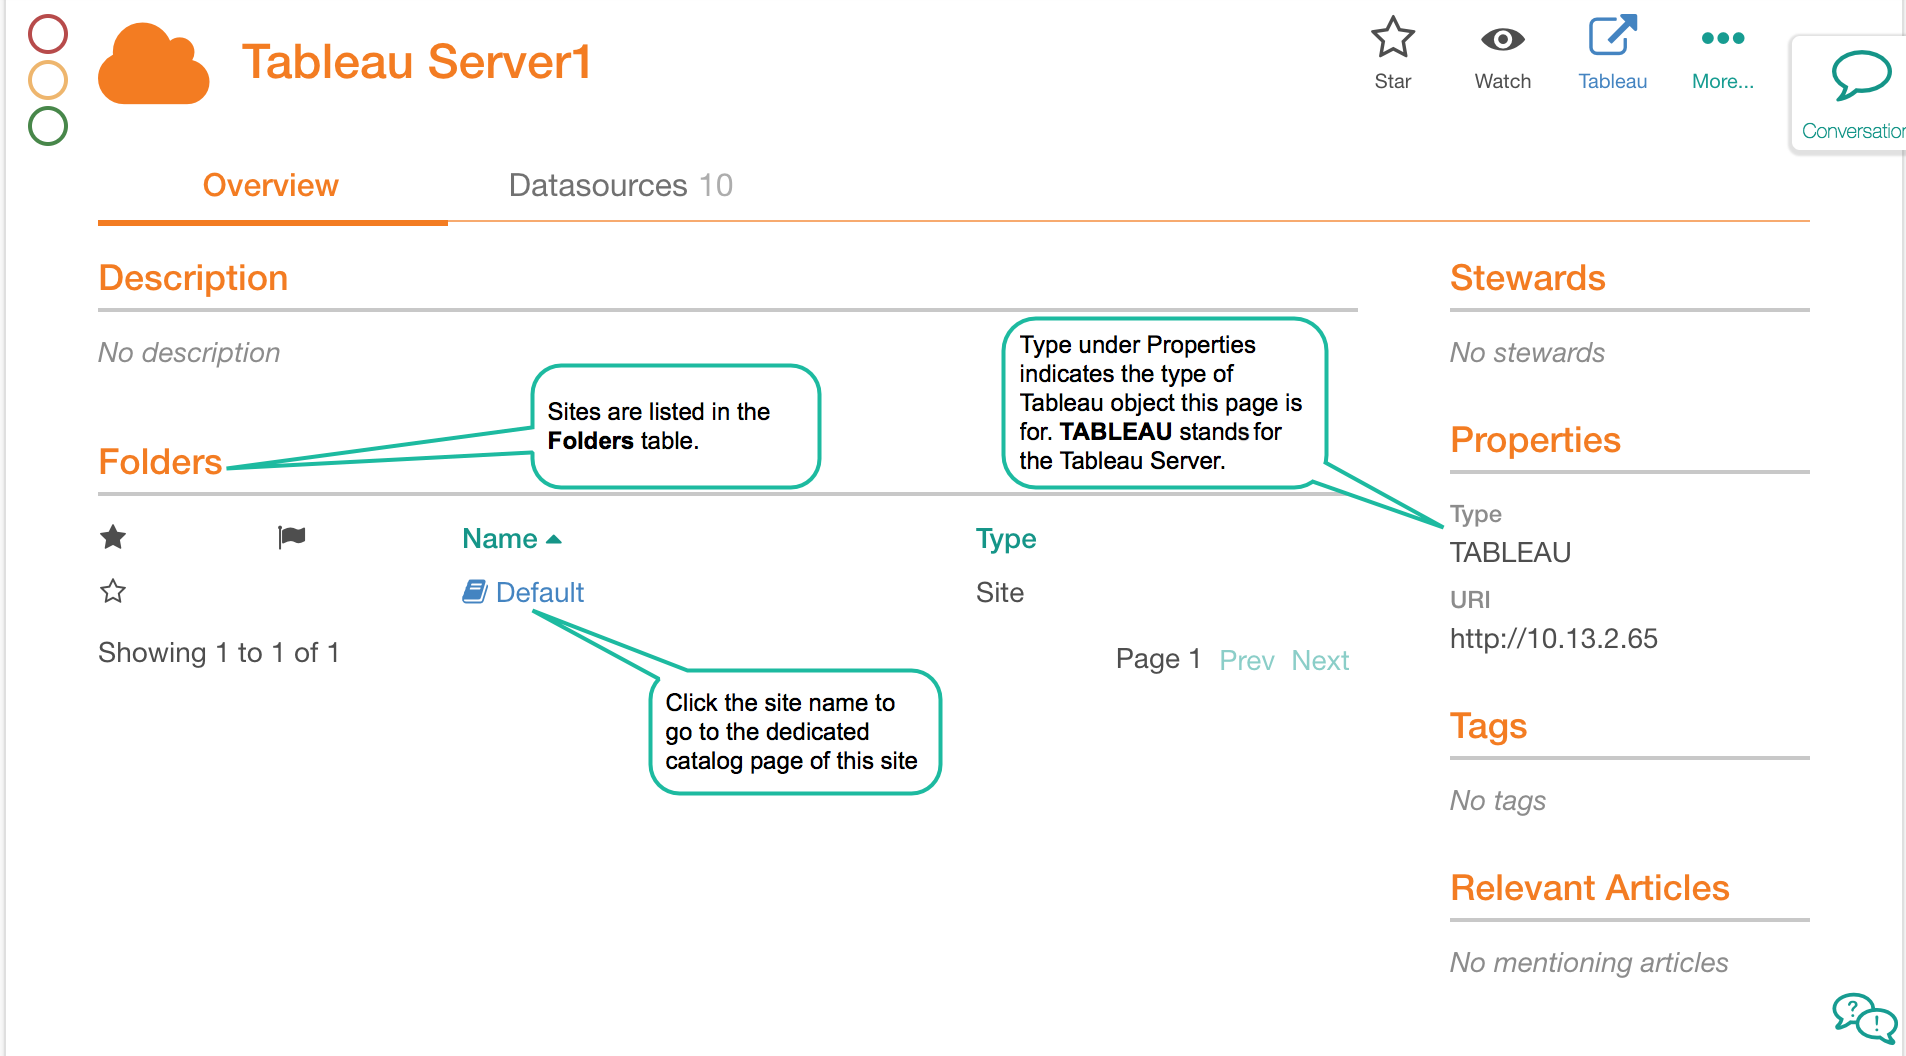 Tableau Server1
Star
Watch
Tableau
More...
Conversation
Overview
Datasources 10
Description
No description
Sites are listed in the
Folders table.
Folders
Name
Type
Default
Site
Showing 1 to 1 of 1
Page 1 Prev Next
Click the site name to
go to the dedicated
catalog page of this site
Type under Properties
indicates the type of
Tableau object this page is
for. TABLEAU stands for
the Tableau Server.
Stewards
No stewards
Properties
Type
TABLEAU
URI
http://10.13.2.65
Tags
No tags
Relevant Articles
No mentioning articles
? !